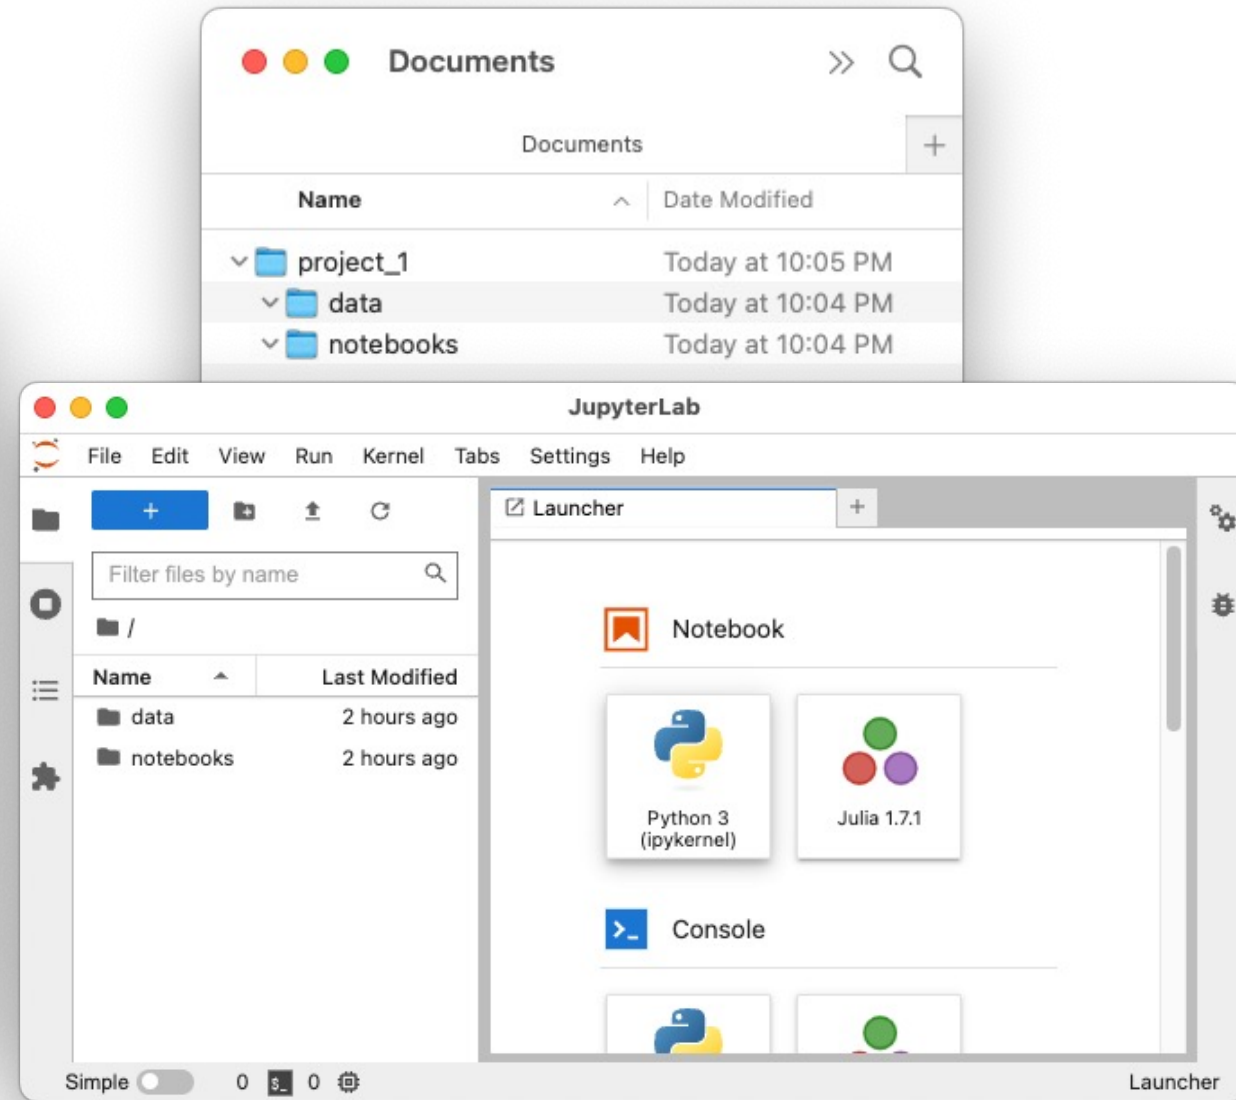 Documents
Documents +
Name Date Modified
project_1 Today at 10:05 PM
data Today at 10:04 PM
notebooks Today at 10:04 PM
JupyterLab
File Edit View Run Kernel Tabs Settings Help
+ Launcher +
Filter files by name
/
Name Last Modified
data 2 hours ago
notebooks 2 hours ago
Notebook
Python 3
(ipykernel)
Julia 1.7.1
>_ Console
Simple 0 $_ 0 Launcher